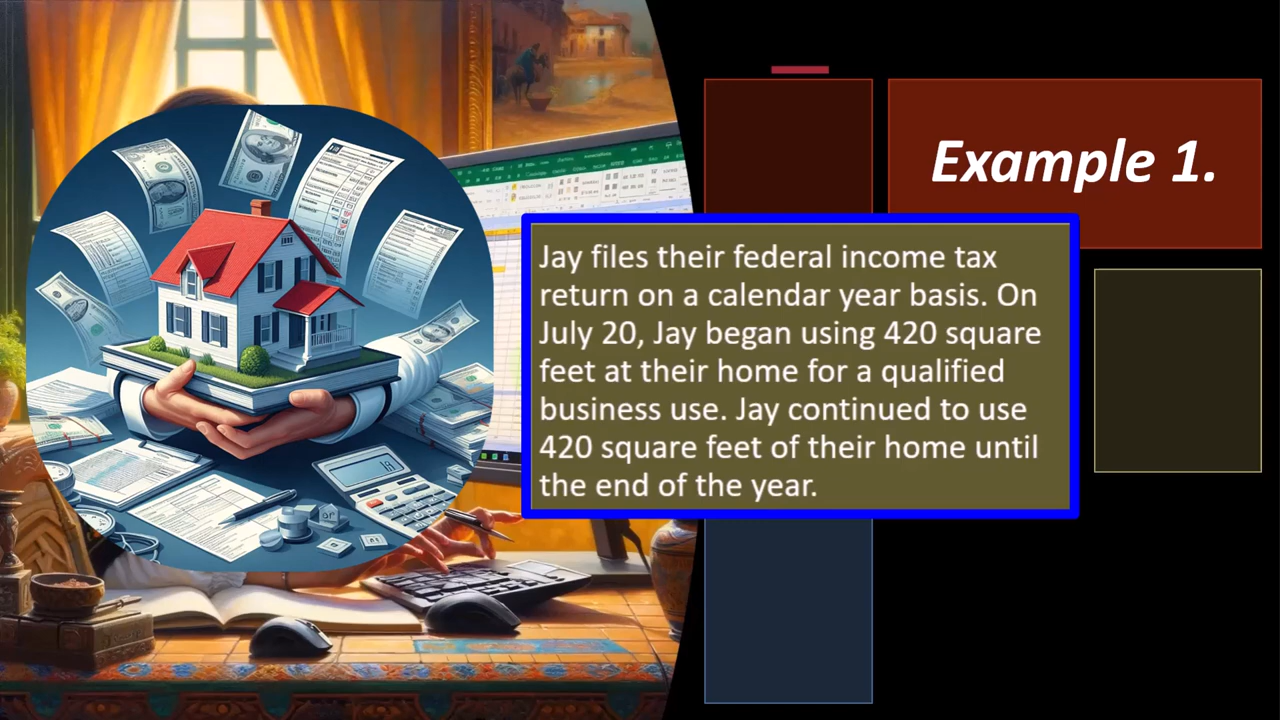 Example 1.
Jay files their federal income tax
return on a calendar year basis. On
July 20, Jay began using 420 square
feet at their home for a qualified
business use. Jay continued to use
420 square feet of their home until
the end of the year.